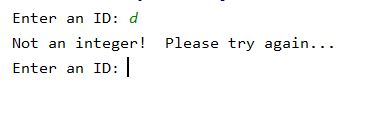 Enter an ID: d
Not an integer!  Please try again...
Enter an ID: